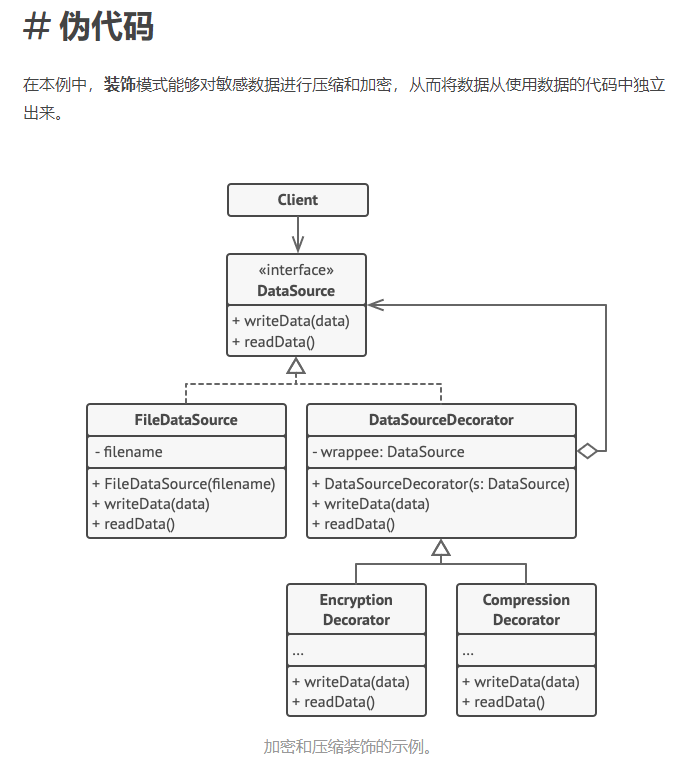 # 伪代码
在本例中，装饰模式能够对敏感数据进行压缩和加密，从而将数据从使用数据的代码中独立
出来。
Client
«interface»
DataSource
+ writeData(data)
+ readData()
FileDataSource
- filename
+ FileDataSource(filename)
+ writeData(data)
+ readData()
DataSourceDecorator
- wrappee: DataSource
+ DataSourceDecorator(s: DataSource)
+ writeData(data)
+ readData()
Encryption
Decorator
...
+ writeData(data)
+ readData()
Compression
Decorator
...
+ writeData(data)
+ readData()
加密和压缩装饰的示例。